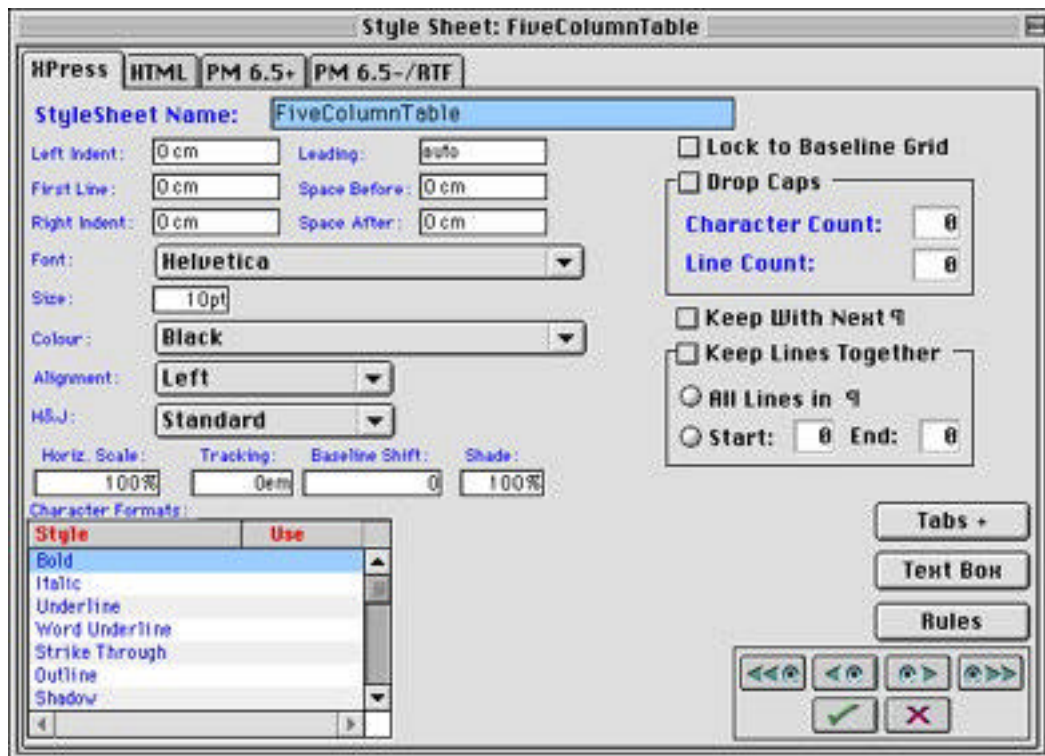 Style Sheet: FiveColumnTable
XPress HTML PM 6.5+ PM 6.5-/RTF
StyleSheet Name: FiveColumnTable
Left Indent: 0 cm Leading: auto
First Line: 0 cm Space Before: 0 cm
Right Indent: 0 cm Space After: 0 cm
Font: Helvetica
Size: 10pt
Colour: Black
Alignment: Left
H&J: Standard
Horiz. Scale: Tracking: Baseline Shift: Shade:
100% 0em 0 100%
Character Formats:
Style Use
Bold
Italic
Underline
Word Underline
Strike Through
Outline
Shadow
Lock to Baseline Grid
Drop Caps
Character Count: 0
Line Count: 0
Keep With Next ¶
Keep Lines Together
All Lines in ¶
Start: 0 End: 0
Tabs +
Text Box
Rules